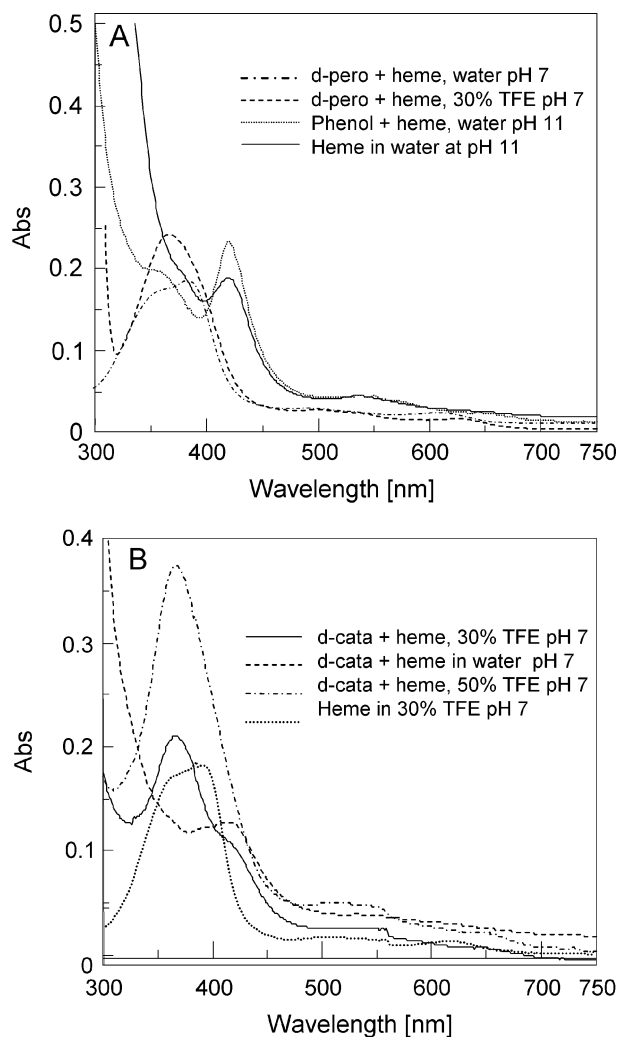 A
0.5
0.4
0.3
0.2
0.1
0
Abs
d-pero + heme, water pH 7
d-pero + heme, 30% TFE pH 7
Phenol + heme, water pH 11
Heme in water at pH 11
300 400 500 600 700 750
Wavelength [nm]
B
0.4
0.3
0.2
0.1
0
Abs
d-cata + heme, 30% TFE pH 7
d-cata + heme in water pH 7
d-cata + heme, 50% TFE pH 7
Heme in 30% TFE pH 7
300 400 500 600 700 750
Wavelength [nm]